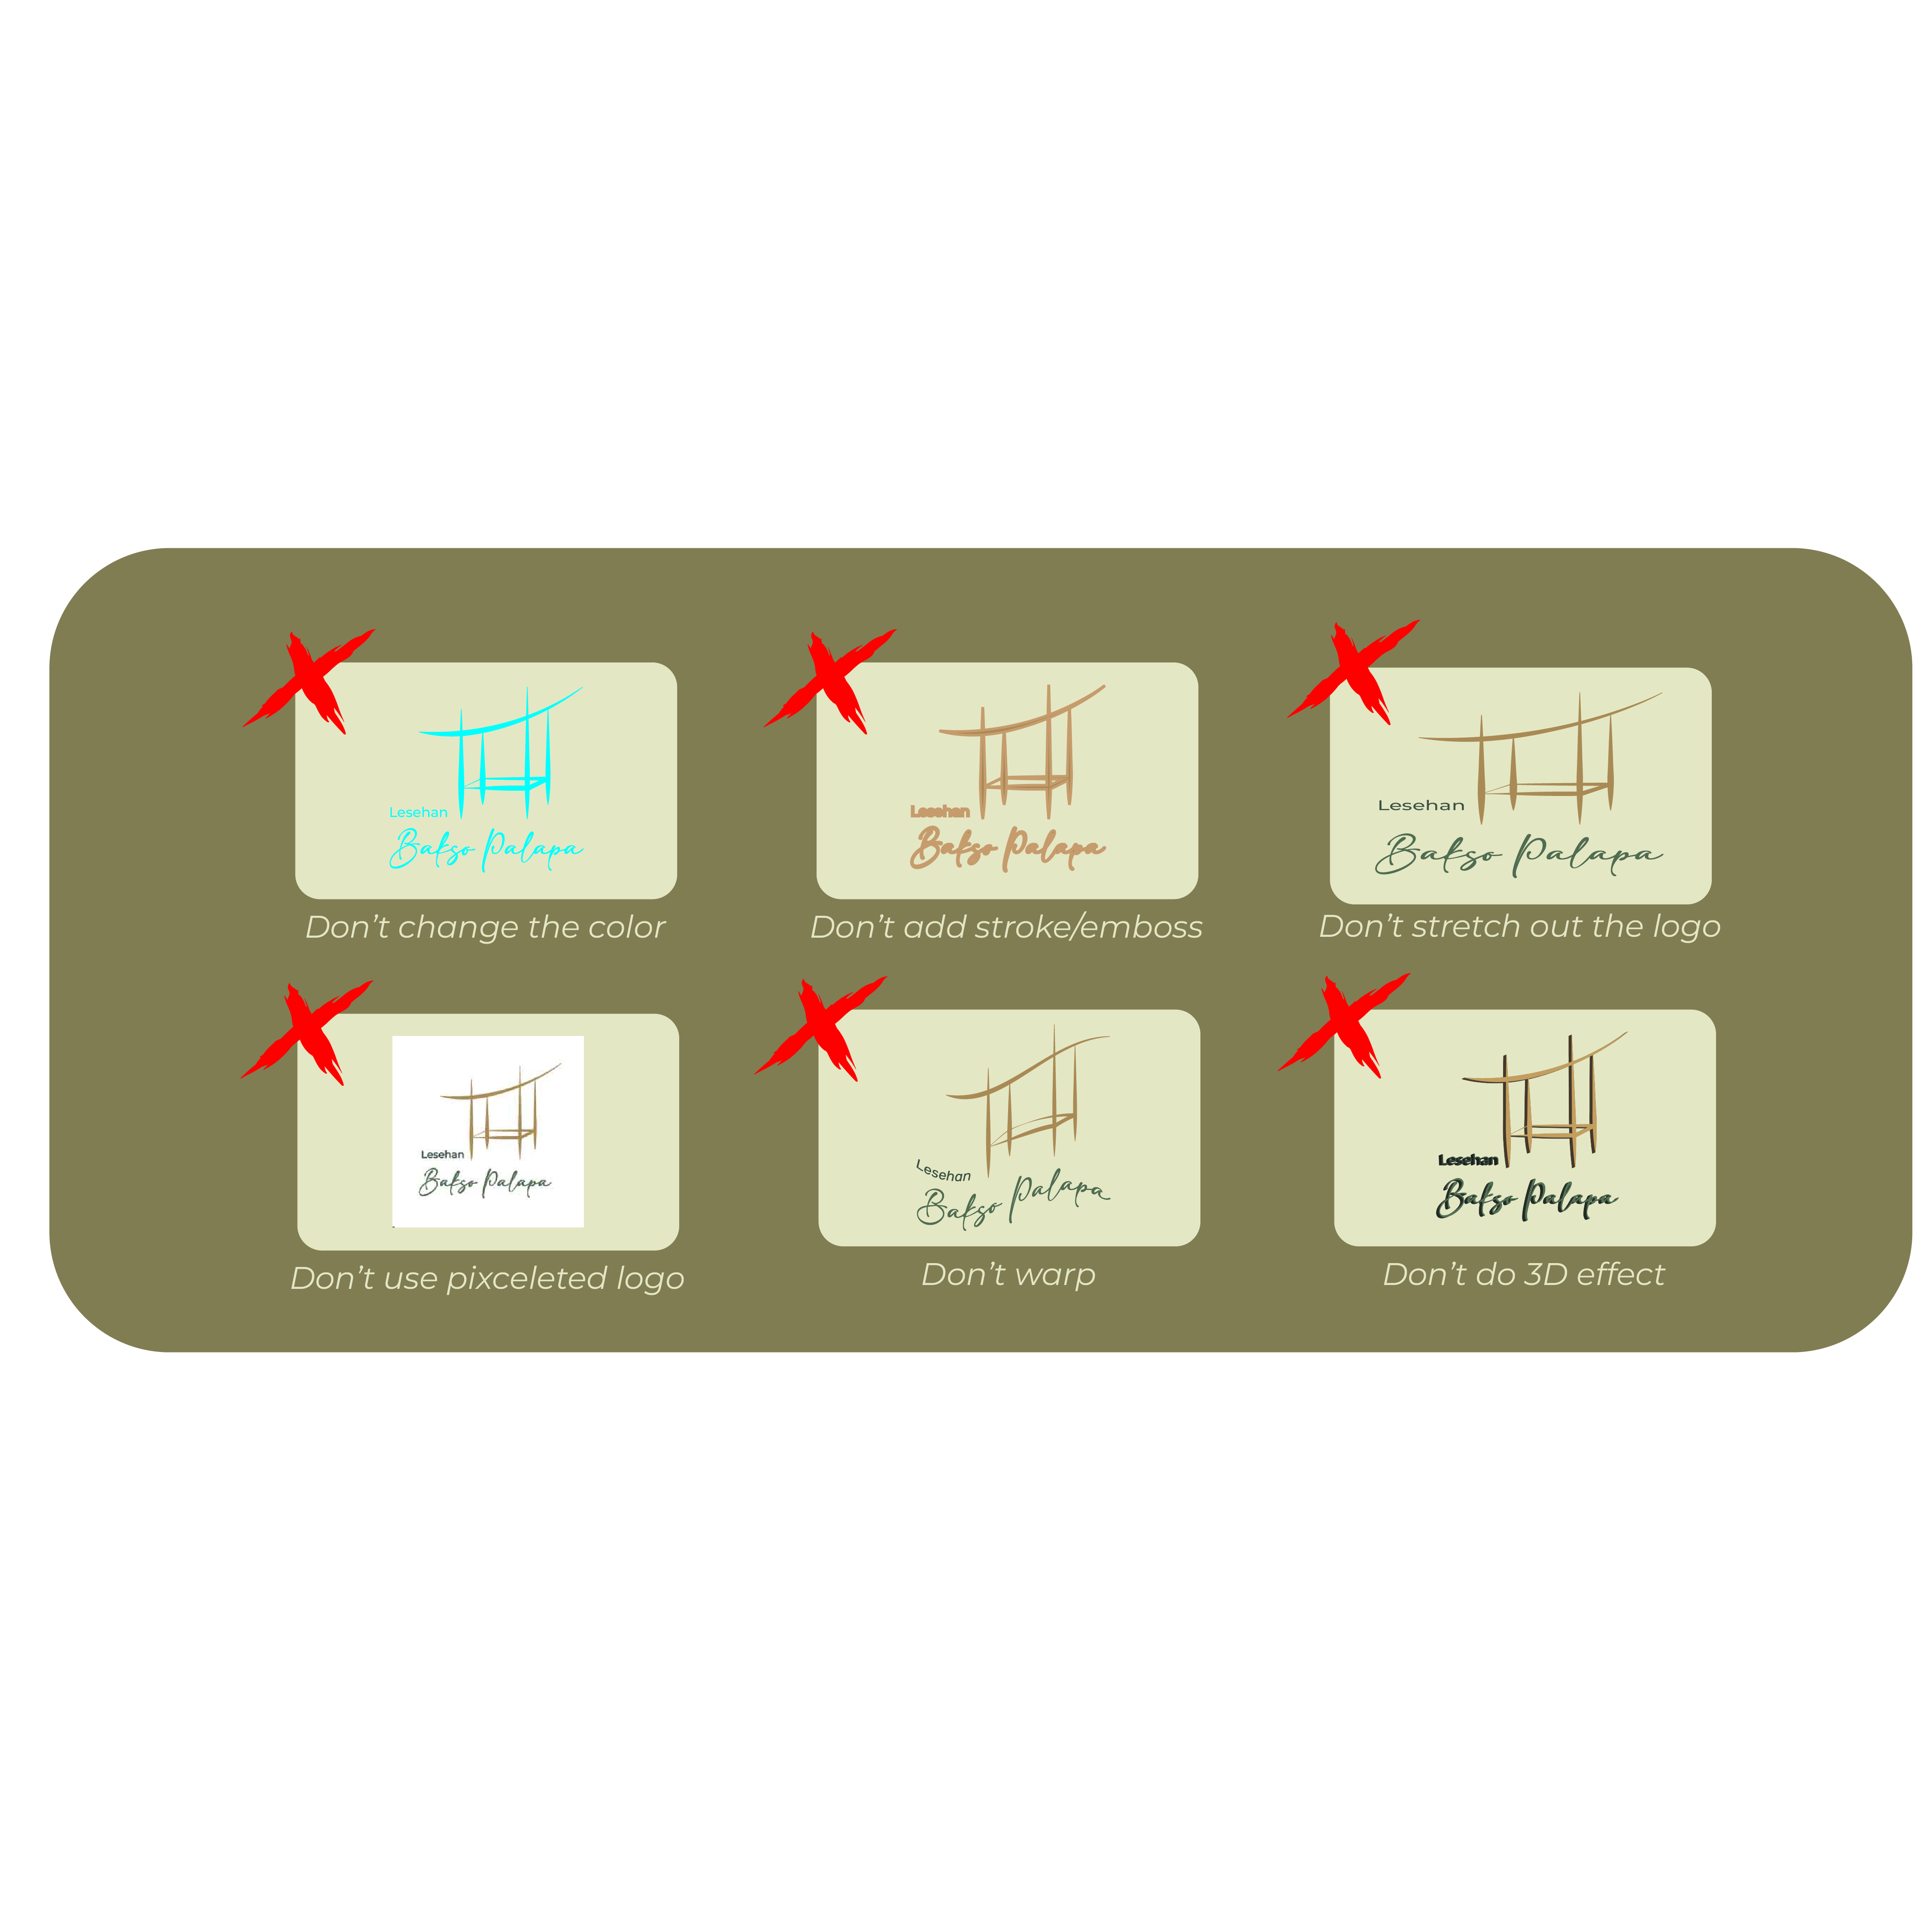 Lesehan
Bakso Palapa
Don't change the color
Lesehan
Bakso Palapa
Don't add stroke/emboss
Lesehan
Bakso Palapa
Don't stretch out the logo
Lesehan
Bakso Palapa
Don't use pixceleted logo
Lesehan
Bakso Palapa
Don't warp
Lesehan
Bakso Palapa
Don't do 3D effect